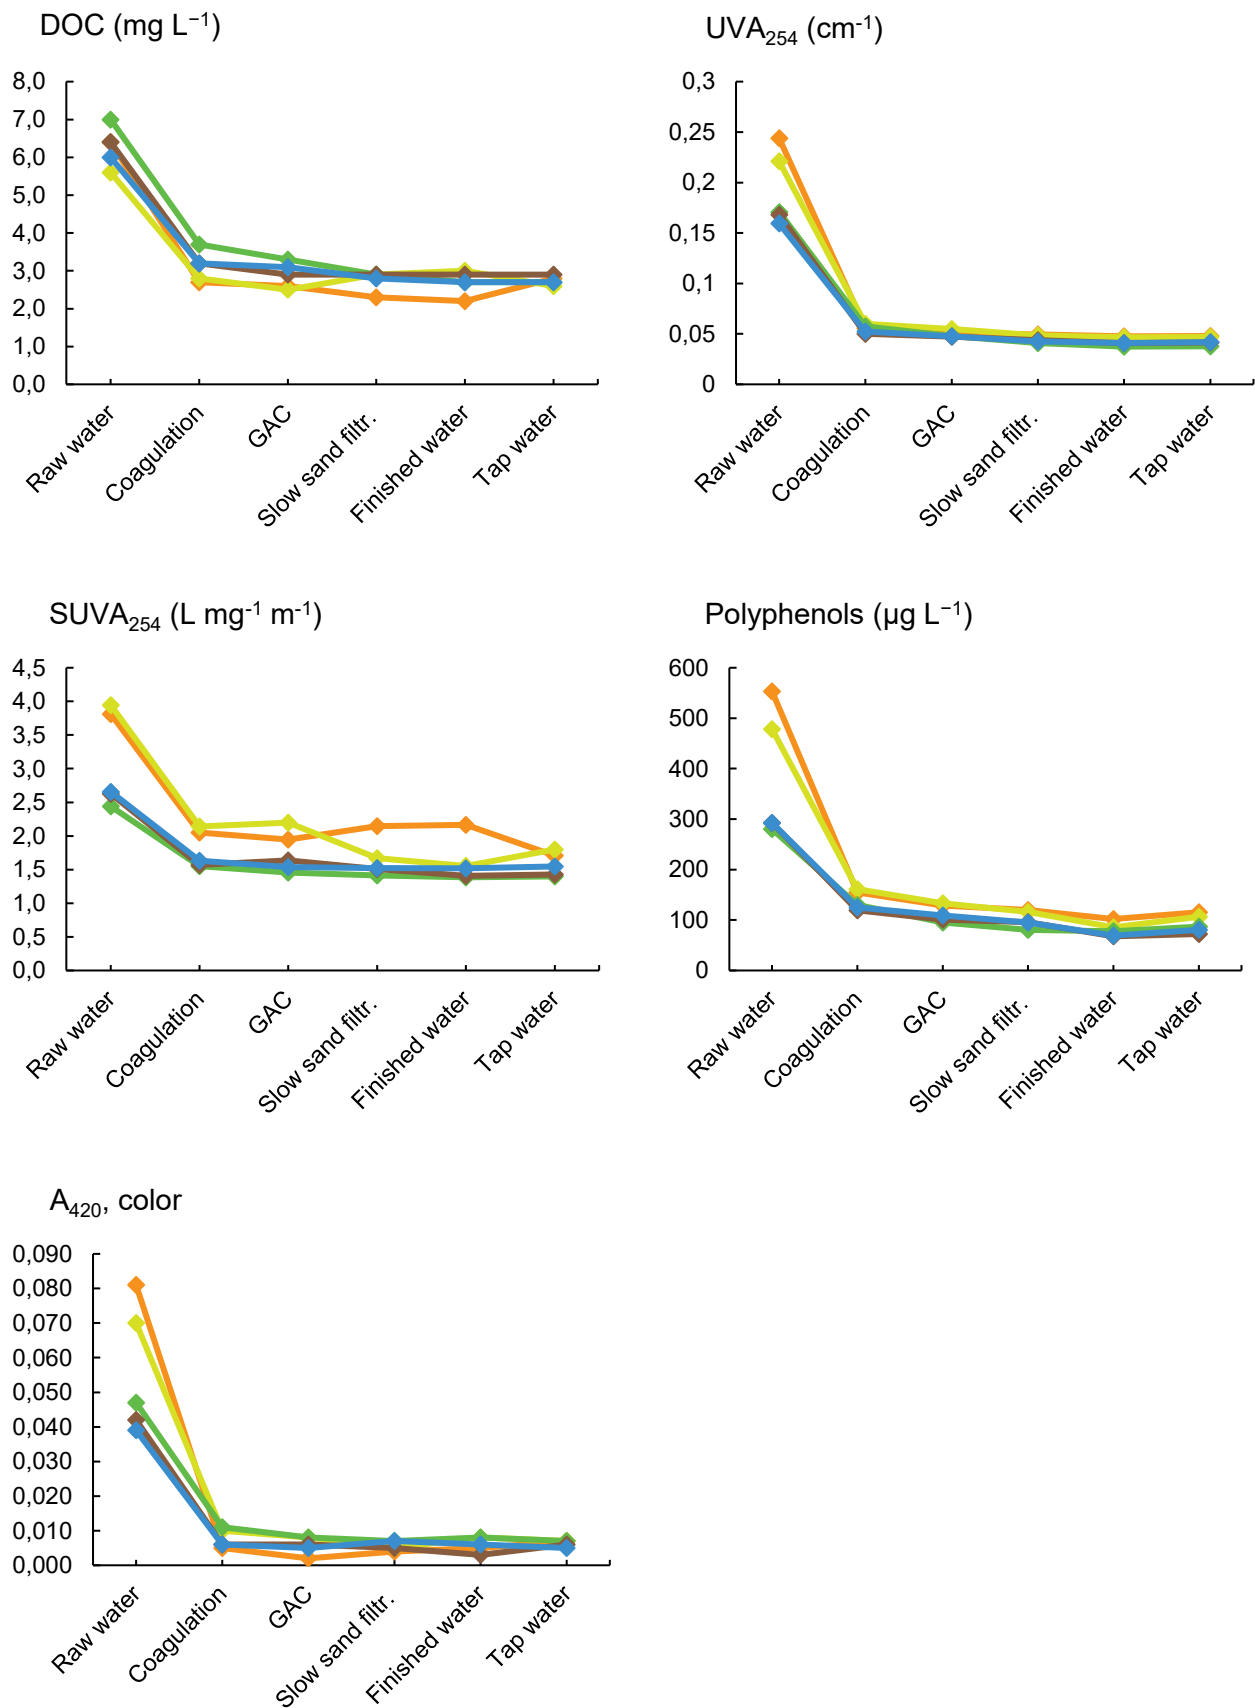 DOC (mg L⁻¹)
8,0
7,0
6,0
5,0
4,0
3,0
2,0
1,0
0,0
Raw water
Coagulation
GAC
Slow sand filtr.
Finished water
Tap water
UVA₂₅₄ (cm⁻¹)
0,3
0,25
0,2
0,15
0,1
0,05
0
Raw water
Coagulation
GAC
Slow sand filtr.
Finished water
Tap water
SUVA₂₅₄ (L mg⁻¹ m⁻¹)
4,5
4,0
3,5
3,0
2,5
2,0
1,5
1,0
0,5
0,0
Raw water
Coagulation
GAC
Slow sand filtr.
Finished water
Tap water
Polyphenols (µg L⁻¹)
600
500
400
300
200
100
0
Raw water
Coagulation
GAC
Slow sand filtr.
Finished water
Tap water
A₄₂₀, color
0,090
0,080
0,070
0,060
0,050
0,040
0,030
0,020
0,010
0,000
Raw water
Coagulation
GAC
Slow sand filtr.
Finished water
Tap water